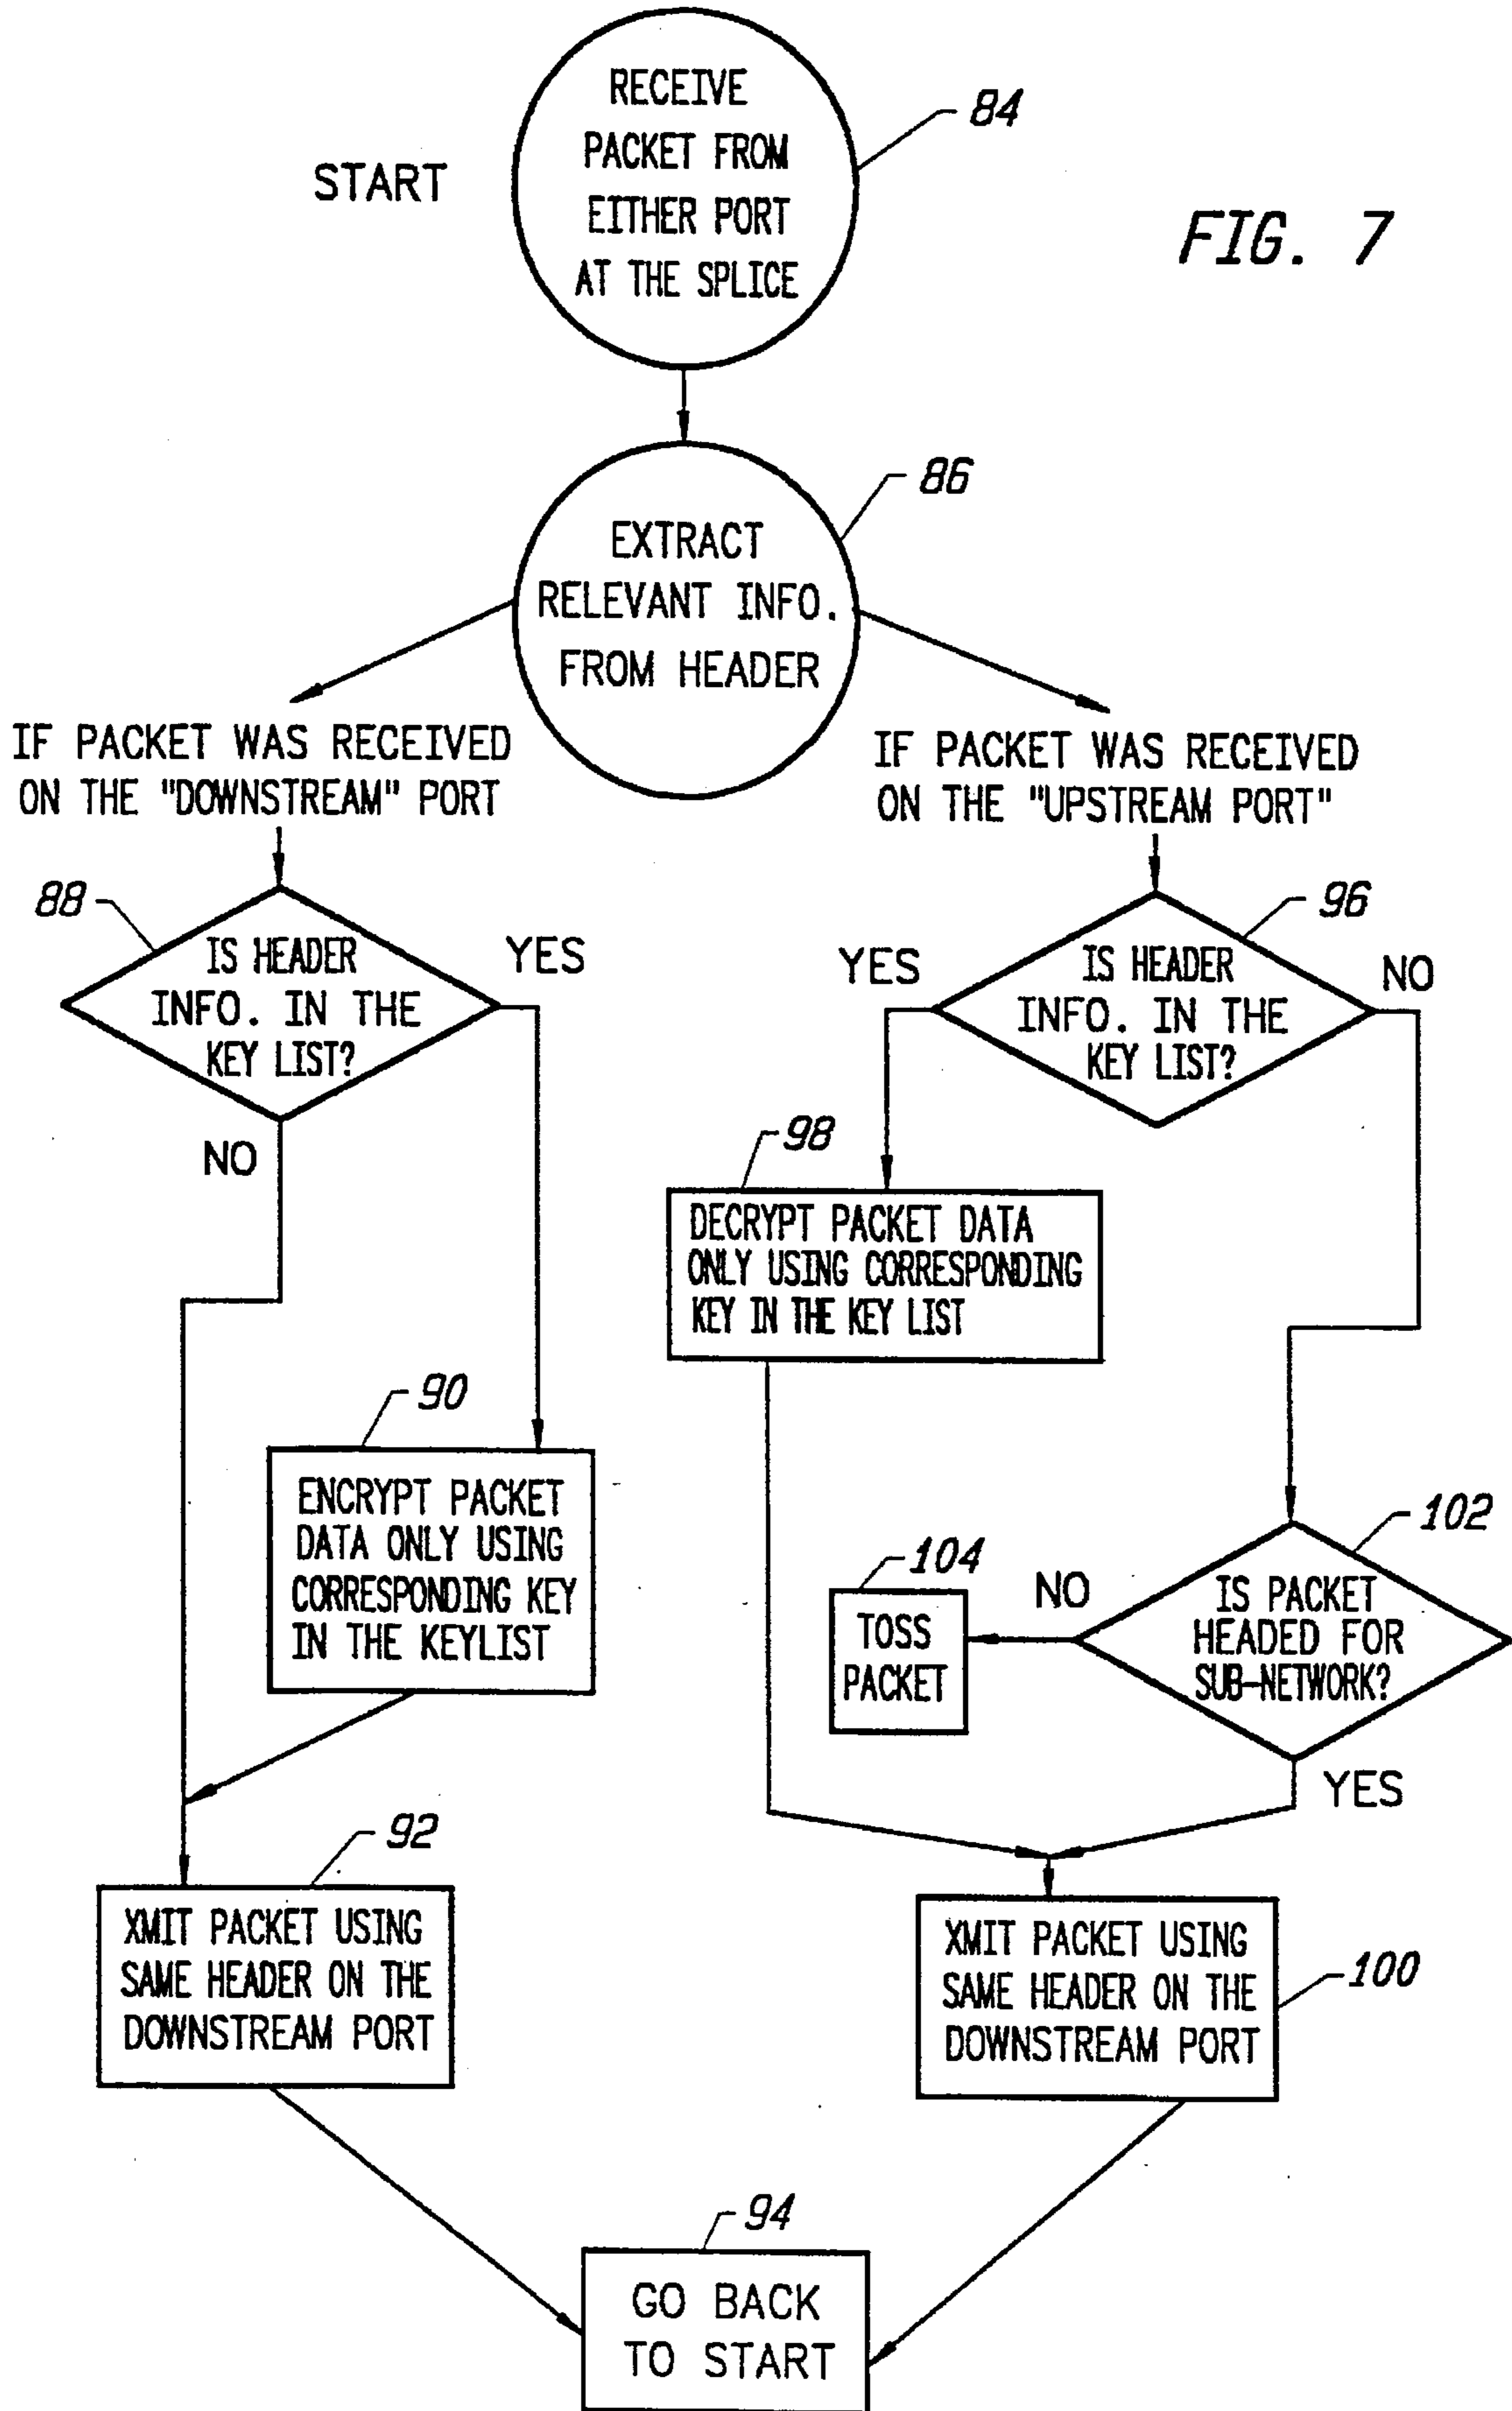 RECEIVE
PACKET FROM
EITHER PORT
AT THE SPLICE
84
START
FIG. 7
EXTRACT
RELEVANT INFO.
FROM HEADER
86
IF PACKET WAS RECEIVED
ON THE "DOWNSTREAM" PORT
IF PACKET WAS RECEIVED
ON THE "UPSTREAM PORT"
88
IS HEADER
INFO. IN THE
KEY LIST?
YES
NO
96
YES
IS HEADER
INFO. IN THE
KEY LIST?
NO
98
DECRYPT PACKET DATA
ONLY USING CORRESPONDING
KEY IN THE KEY LIST
90
ENCRYPT PACKET
DATA ONLY USING
CORRESPONDING KEY
IN THE KEYLIST
102
IS PACKET
HEADED FOR
SUB-NETWORK?
NO
104
TOSS
PACKET
YES
92
XMIT PACKET USING
SAME HEADER ON THE
DOWNSTREAM PORT
XMIT PACKET USING
SAME HEADER ON THE
DOWNSTREAM PORT
100
94
GO BACK
TO START